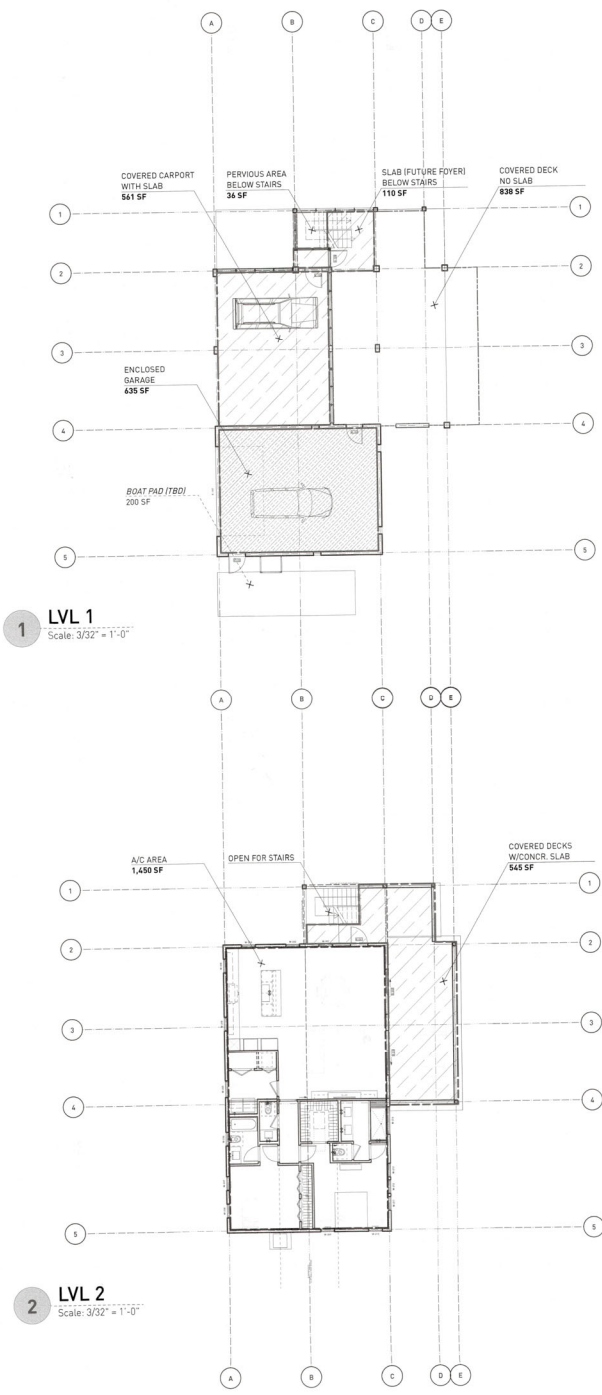 A
B
C
D
E
COVERED CARPORT
WITH SLAB
561 SF
PERVIOUS AREA
BELOW STAIRS
36 SF
SLAB (FUTURE FOYER)
BELOW STAIRS
110 SF
COVERED DECK
NO SLAB
838 SF
1
1
2
2
3
3
ENCLOSED
GARAGE
635 SF
4
4
BOAT PAD (TBD)
200 SF
5
5
1
LVL 1
Scale: 3/32" = 1'-0"
A
B
C
D
E
A/C AREA
1,450 SF
OPEN FOR STAIRS
COVERED DECKS
W/CONCR. SLAB
545 SF
1
1
2
2
3
3
4
4
5
5
2
LVL 2
Scale: 3/32" = 1'-0"
A
B
C
D
E